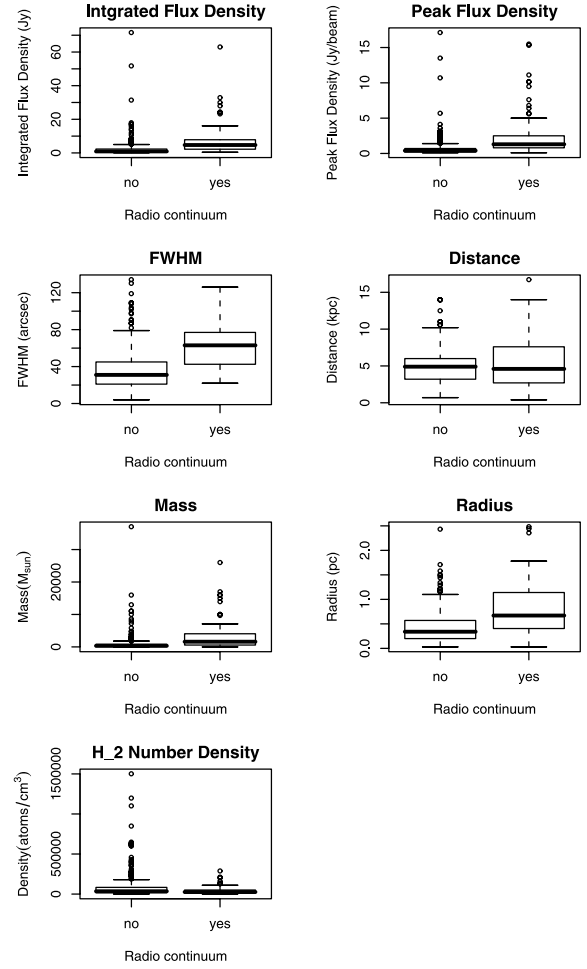 Intgrated Flux Density
Integrated Flux Density (Jy)
0 20 40 60
no yes
Radio continuum
Peak Flux Density
Peak Flux Density (Jy/beam)
0 5 10 15
no yes
Radio continuum
FWHM
FWHM (arcsec)
0 40 80 120
no yes
Radio continuum
Distance
Distance (kpc)
0 5 10 15
no yes
Radio continuum
Mass
Mass(M_sun)
0 20000
no yes
Radio continuum
Radius
Radius (pc)
0.0 1.0 2.0
no yes
Radio continuum
H_2 Number Density
Density(atoms/cm³)
0 500000 1500000
no yes
Radio continuum